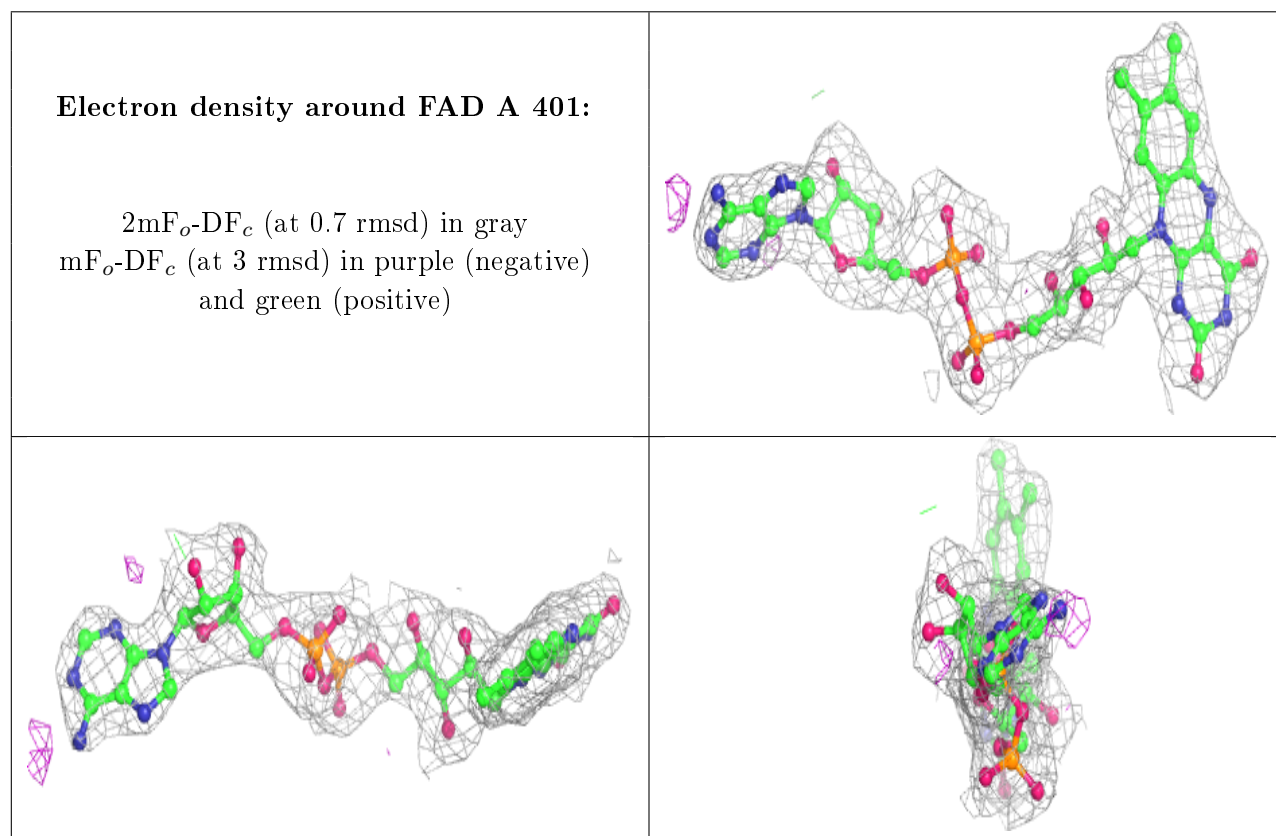 Electron density around FAD A 401:
2mFₒ-DF𝒸 (at 0.7 rmsd) in gray
mFₒ-DF𝒸 (at 3 rmsd) in purple (negative)
and green (positive)